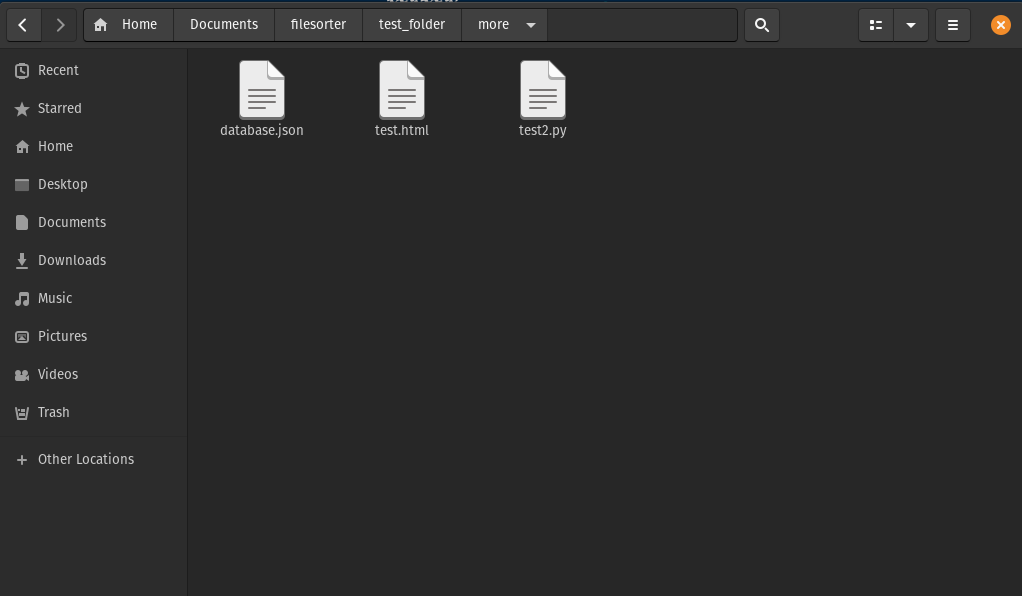 Home Documents filesorter test_folder more
Recent
Starred
Home
Desktop
Documents
Downloads
Music
Pictures
Videos
Trash
Other Locations
database.json test.html test2.py